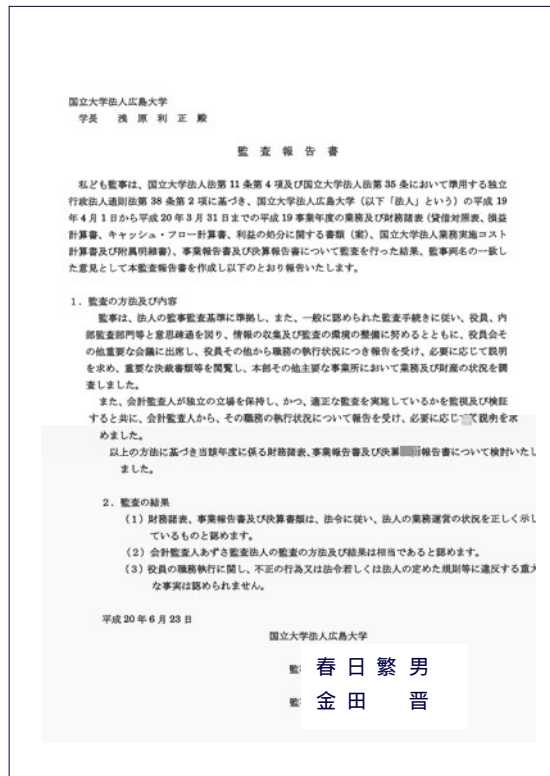 国立大学法人広島大学
学長 浅原利正殿
監査報告書
私ども監事は、国立大学法人法第11条第4項及び国立大学法人法第35条において準用する独立
行政法人通則法第38条第2項に基づき、国立大学法人広島大学(以下「法人」という)の平成19
年4月1日から平成20年3月31日までの平成19事業年度の業務及び財務諸表(貸借対照表、損益
計算書、キャッシュ・フロー計算書、利益の処分に関する書類(案)、国立大学法人業務実施コスト
計算書及び附属明細書)、事業報告書及び決算報告書について監査を行った結果、監事両名の一致し
た意見として本監査報告書を作成し以下のとおり報告いたします。
1.監査の方法及び内容
監事は、法人の監事監査基準に準拠し、また、一般に認められた監査手続きに従い、役員、内
部監査部門等と意思疎通を図り、情報の収集及び監査の環境の整備に努めるとともに、役員会そ
の他重要な会議に出席し、役員その他から職務の執行状況につき報告を受け、必要に応じて説明
を求め、重要な決裁書類等を閲覧し、本部その他主要な事業所において業務及び財産の状況を調
査しました。
また、会計監査人が独立の立場を保持し、かつ、適正な監査を実施しているかを監視及び検証
すると共に、会計監査人から、その職務の執行状況について報告を受け、必要に応じて説明を求
めました。
以上の方法に基づき当該年度に係る財務諸表、事業報告書及び決算報告書について検討いたし
ました。
2.監査の結果
(1)財務諸表、事業報告書及び決算書類は、法令に従い、法人の業務運営の状況を正しく示し
ているものと認めます。
(2)会計監査人あずさ監査法人の監査の方法及び結果は相当であると認めます。
(3)役員の職務執行に関し、不正の行為又は法令若しくは法人の定めた規則等に違反する重大
な事実は認められません。
平成20年6月23日
国立大学法人広島大学
監 春日繁男
監 金田 晋